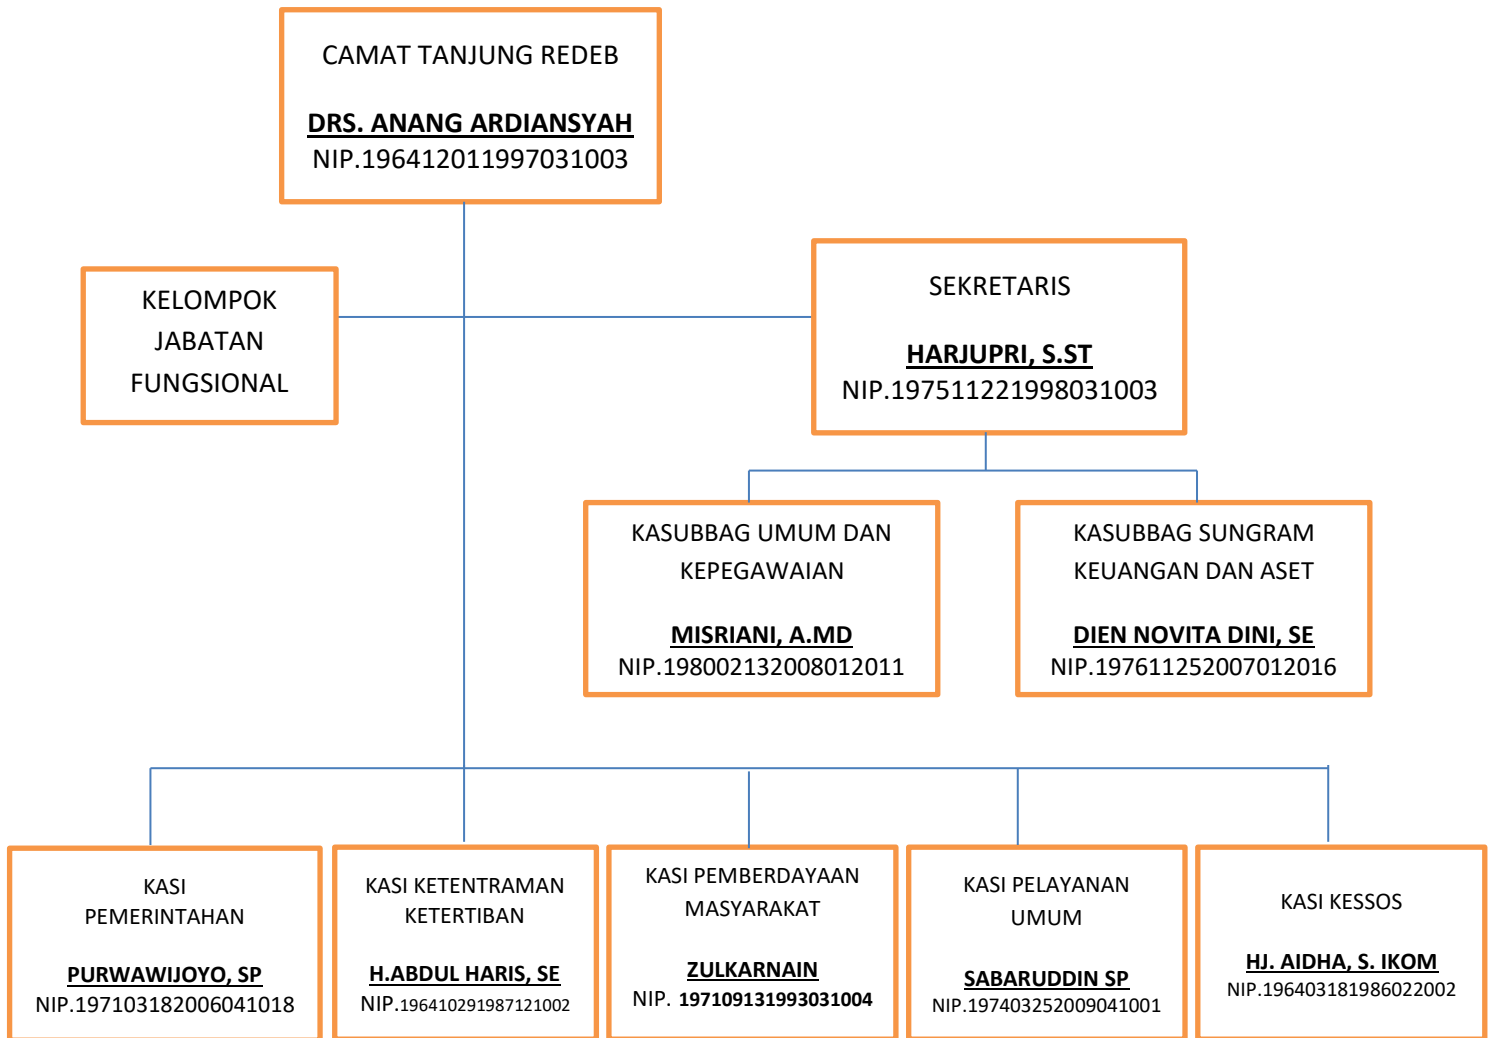 CAMAT TANJUNG REDEB
DRS. ANANG ARDIANSYAH
NIP.196412011997031003
KELOMPOK
JABATAN
FUNGSIONAL
SEKRETARIS
HARJUPRI, S.ST
NIP.197511221998031003
KASUBBAG UMUM DAN
KEPEGAWAIAN
MISRIANI, A.MD
NIP.198002132008012011
KASUBBAG SUNGRAM
KEUANGAN DAN ASET
DIEN NOVITA DINI, SE
NIP.197611252007012016
KASI
PEMERINTAHAN
PURWAWIJOYO, SP
NIP.197103182006041018
KASI KETENTRAMAN
KETERTIBAN
H.ABDUL HARIS, SE
NIP.196410291987121002
KASI PEMBERDAYAAN
MASYARAKAT
ZULKARNAIN
NIP. 197109131993031004
KASI PELAYANAN
UMUM
SABARUDDIN SP
NIP.197403252009041001
KASI KESSOS
HJ. AIDHA, S. IKOM
NIP.196403181986022002